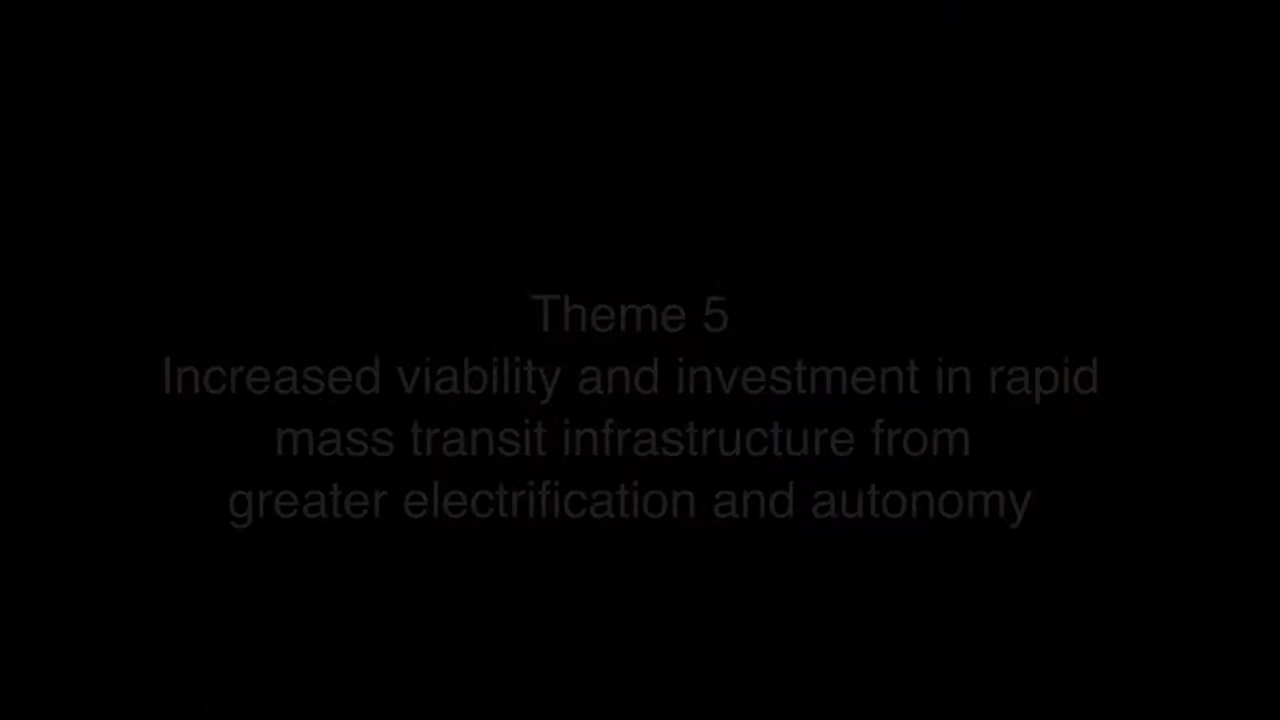 Theme 5
Increased viability and investment in rapid
mass transit infrastructure from
greater electrification and autonomy